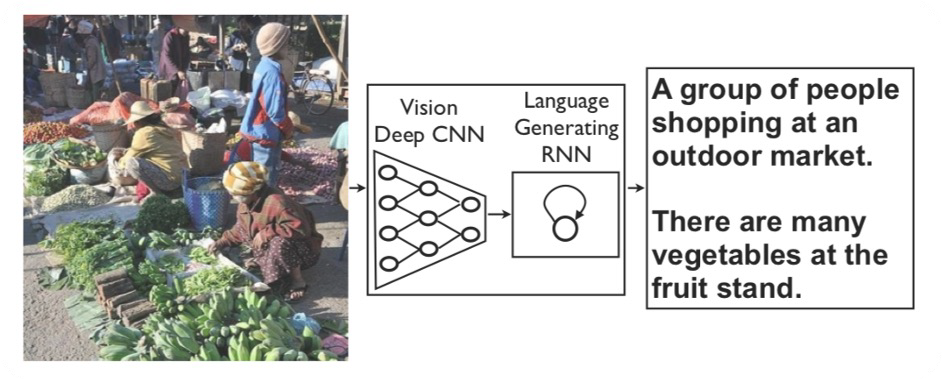 Vision
Deep CNN
Language
Generating
RNN
A group of people
shopping at an
outdoor market.
There are many
vegetables at the
fruit stand.